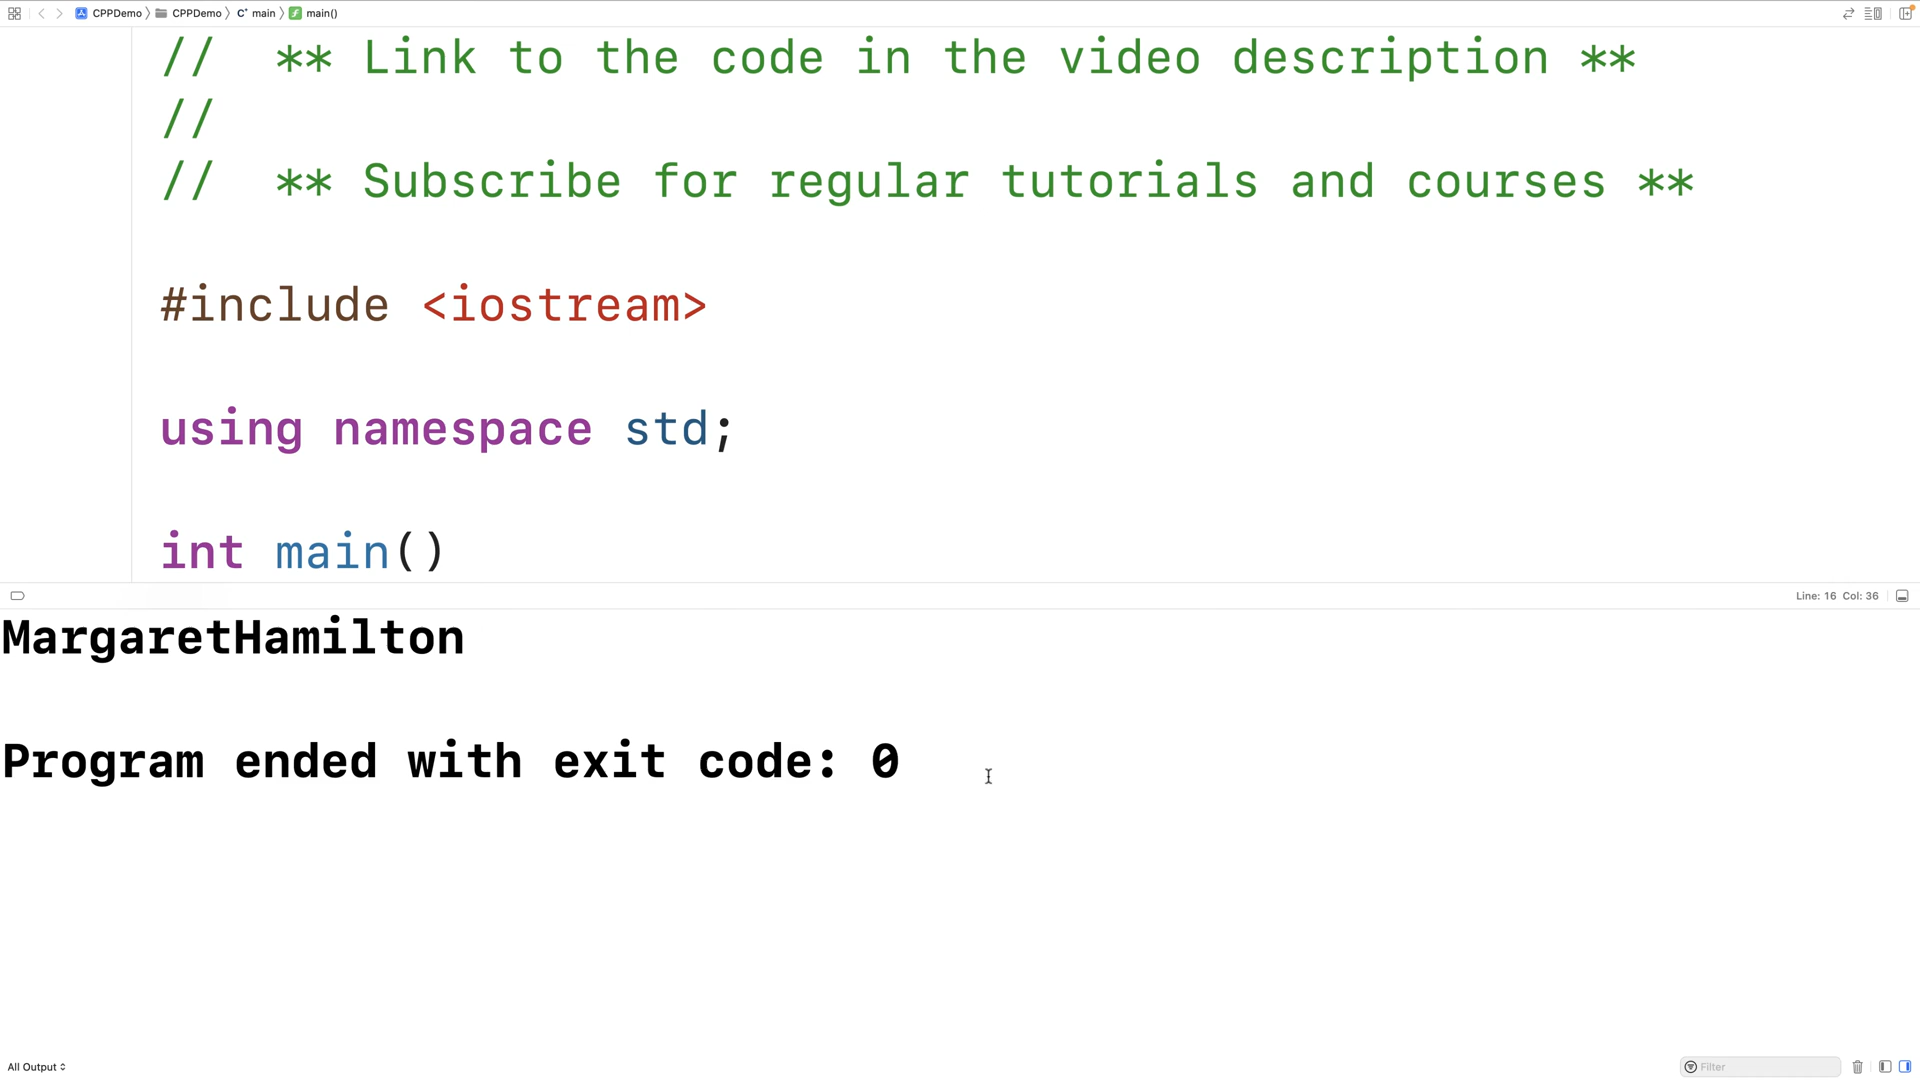 CPPDemo 〉 CPPDemo 〉 C+ main 〉 f main()
//  ** Link to the code in the video description **
//
//  ** Subscribe for regular tutorials and courses **
#include <iostream>
using namespace std;
int main()
Line: 16 Col: 36
MargaretHamilton
Program ended with exit code: 0
All Output
Filter